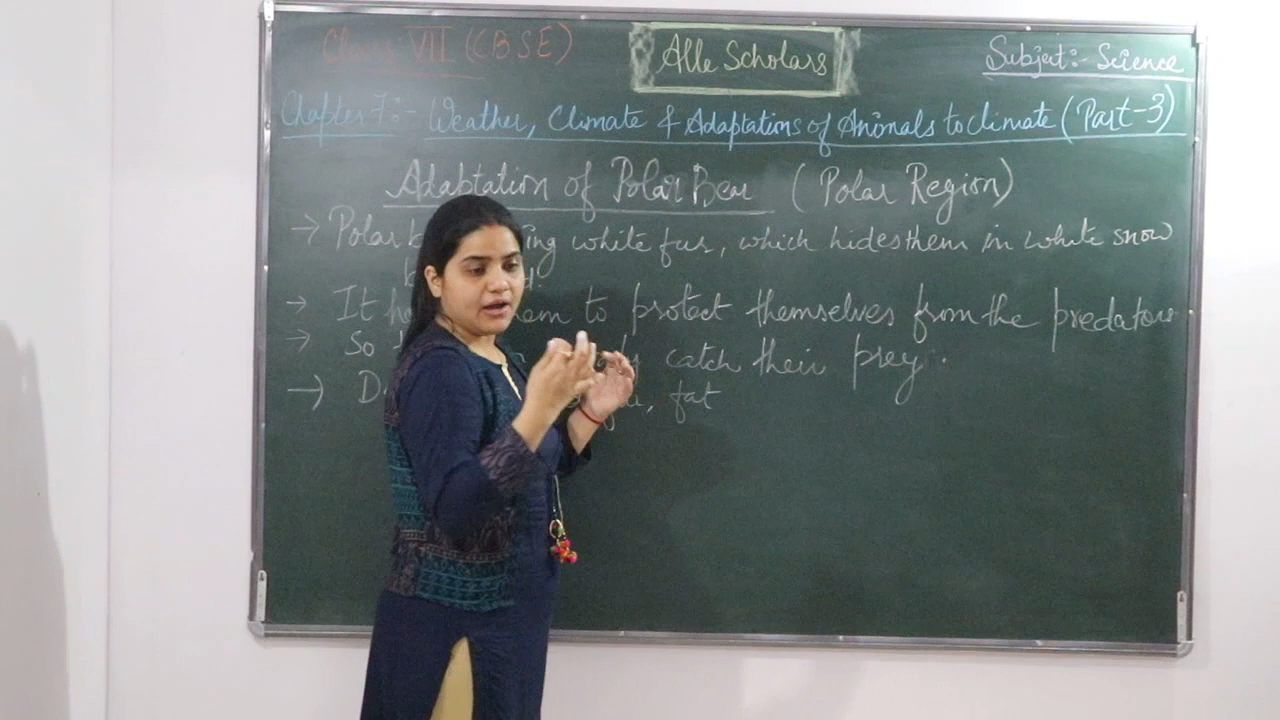 Class VII (CBSE)
Alle Scholars
Subject:- Science
Chapter 7:- Weather, Climate & Adaptations of Animals to Climate (Part-3)
Adaptation of Polar Bear (Polar Region)
→ Polar white fur, which hides them in white snow
→ It to protect themselves from the predators
→ So catch their prey.
→ fat